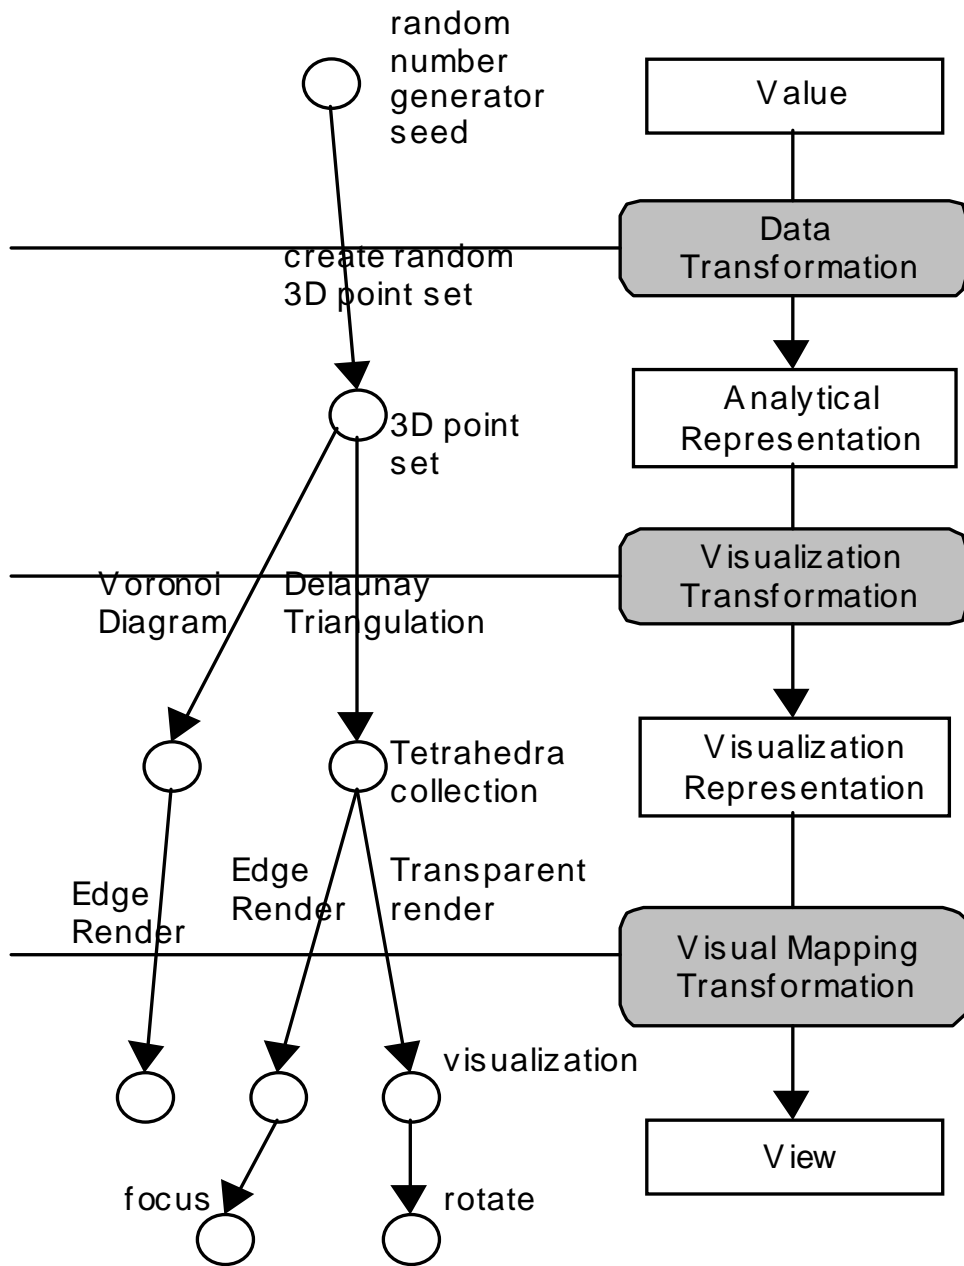 random
number
generator
seed
Value
Data
Transformation
create random
3D point set
Analytical
Representation
3D point
set
Visualization
Transformation
Voronoi
Diagram
Delaunay
Triangulation
Visualization
Representation
Tetrahedra
collection
Edge
Render
Edge
Render
Transparent
render
Visual Mapping
Transformation
visualization
View
focus
rotate